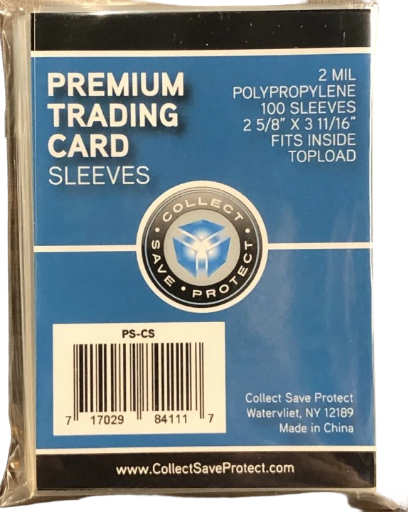 PREMIUM
TRADING
CARD
SLEEVES
2 MIL
POLYPROPYLENE
100 SLEEVES
2 5/8" X 3 11/16"
FITS INSIDE
TOPLOAD
• COLLECT •
SAVE • PROTECT
PS-CS
7 17029 84111 7
Collect Save Protect
Watervliet, NY 12189
Made in China
www.CollectSaveProtect.com